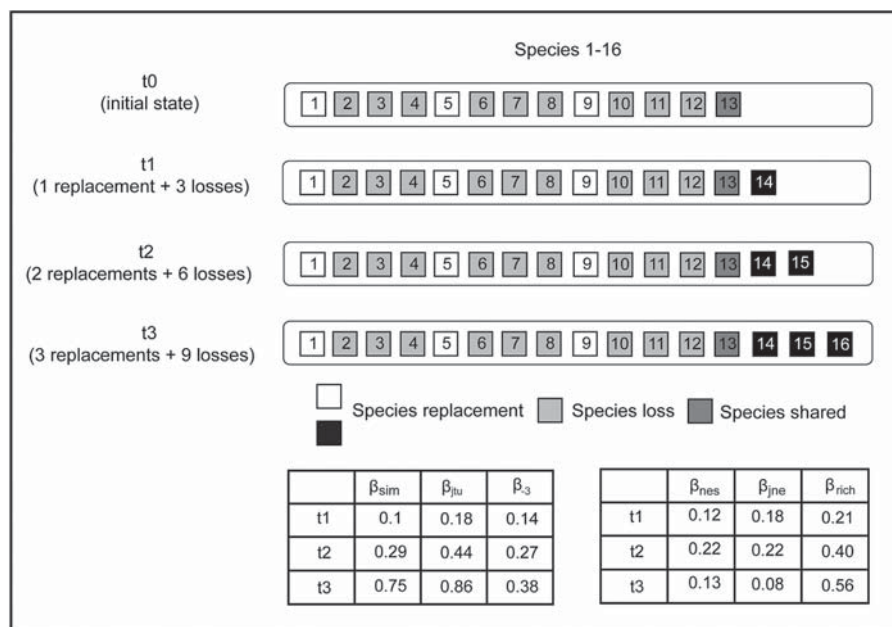 Species 1-16
t0
(initial state)
1 2 3 4 5 6 7 8 9 10 11 12 13
t1
(1 replacement + 3 losses)
1 2 3 4 5 6 7 8 9 10 11 12 13 14
t2
(2 replacements + 6 losses)
1 2 3 4 5 6 7 8 9 10 11 12 13 14 15
t3
(3 replacements + 9 losses)
1 2 3 4 5 6 7 8 9 10 11 12 13 14 15 16
Species replacement Species loss Species shared
βsim βjtu β-3
t1 0.1 0.18 0.14
t2 0.29 0.44 0.27
t3 0.75 0.86 0.38
βnes βjne βrich
t1 0.12 0.18 0.21
t2 0.22 0.22 0.40
t3 0.13 0.08 0.56